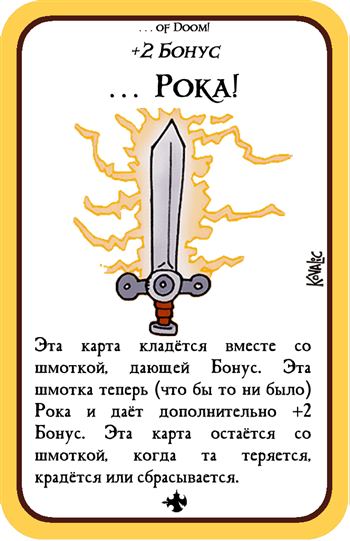 ... of Doom!
+2 Бонус
... Рока!
Kovalic
Эта карта кладётся вместе со
шмоткой, дающей Бонус. Эта
шмотка теперь (что бы то ни было)
Рока и даёт дополнительно +2
Бонус. Эта карта остаётся со
шмоткой, когда та теряется,
крадётся или сбрасывается.